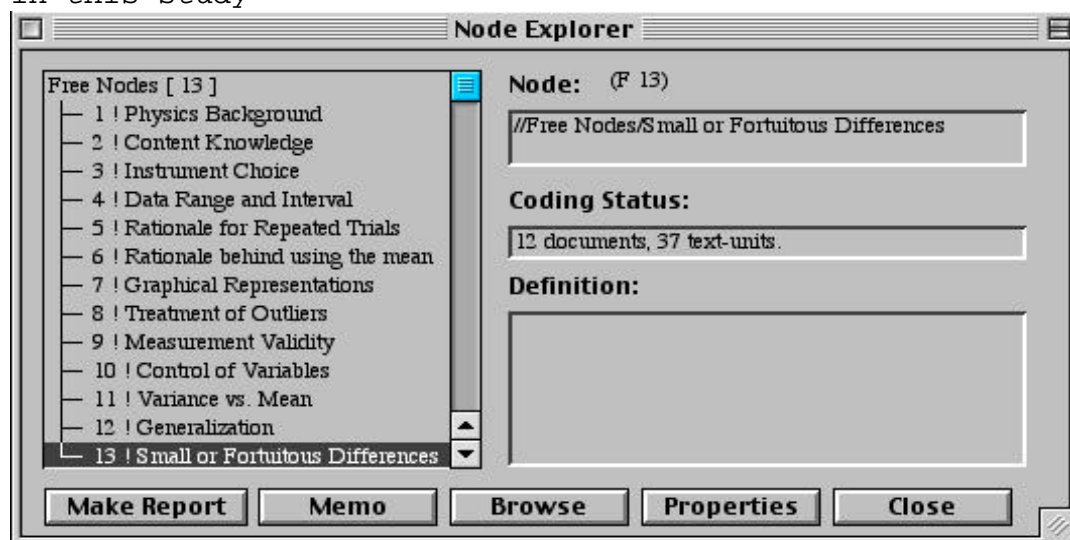 in this study
Node Explorer
Free Nodes [ 13 ]
1 ! Physics Background
2 ! Content Knowledge
3 ! Instrument Choice
4 ! Data Range and Interval
5 ! Rationale for Repeated Trials
6 ! Rationale behind using the mean
7 ! Graphical Representations
8 ! Treatment of Outliers
9 ! Measurement Validity
10 ! Control of Variables
11 ! Variance vs. Mean
12 ! Generalization
13 ! Small or Fortuitous Differences
Node: (F 13)
//Free Nodes/Small or Fortuitous Differences
Coding Status:
12 documents, 37 text-units.
Definition:
Make Report Memo Browse Properties Close